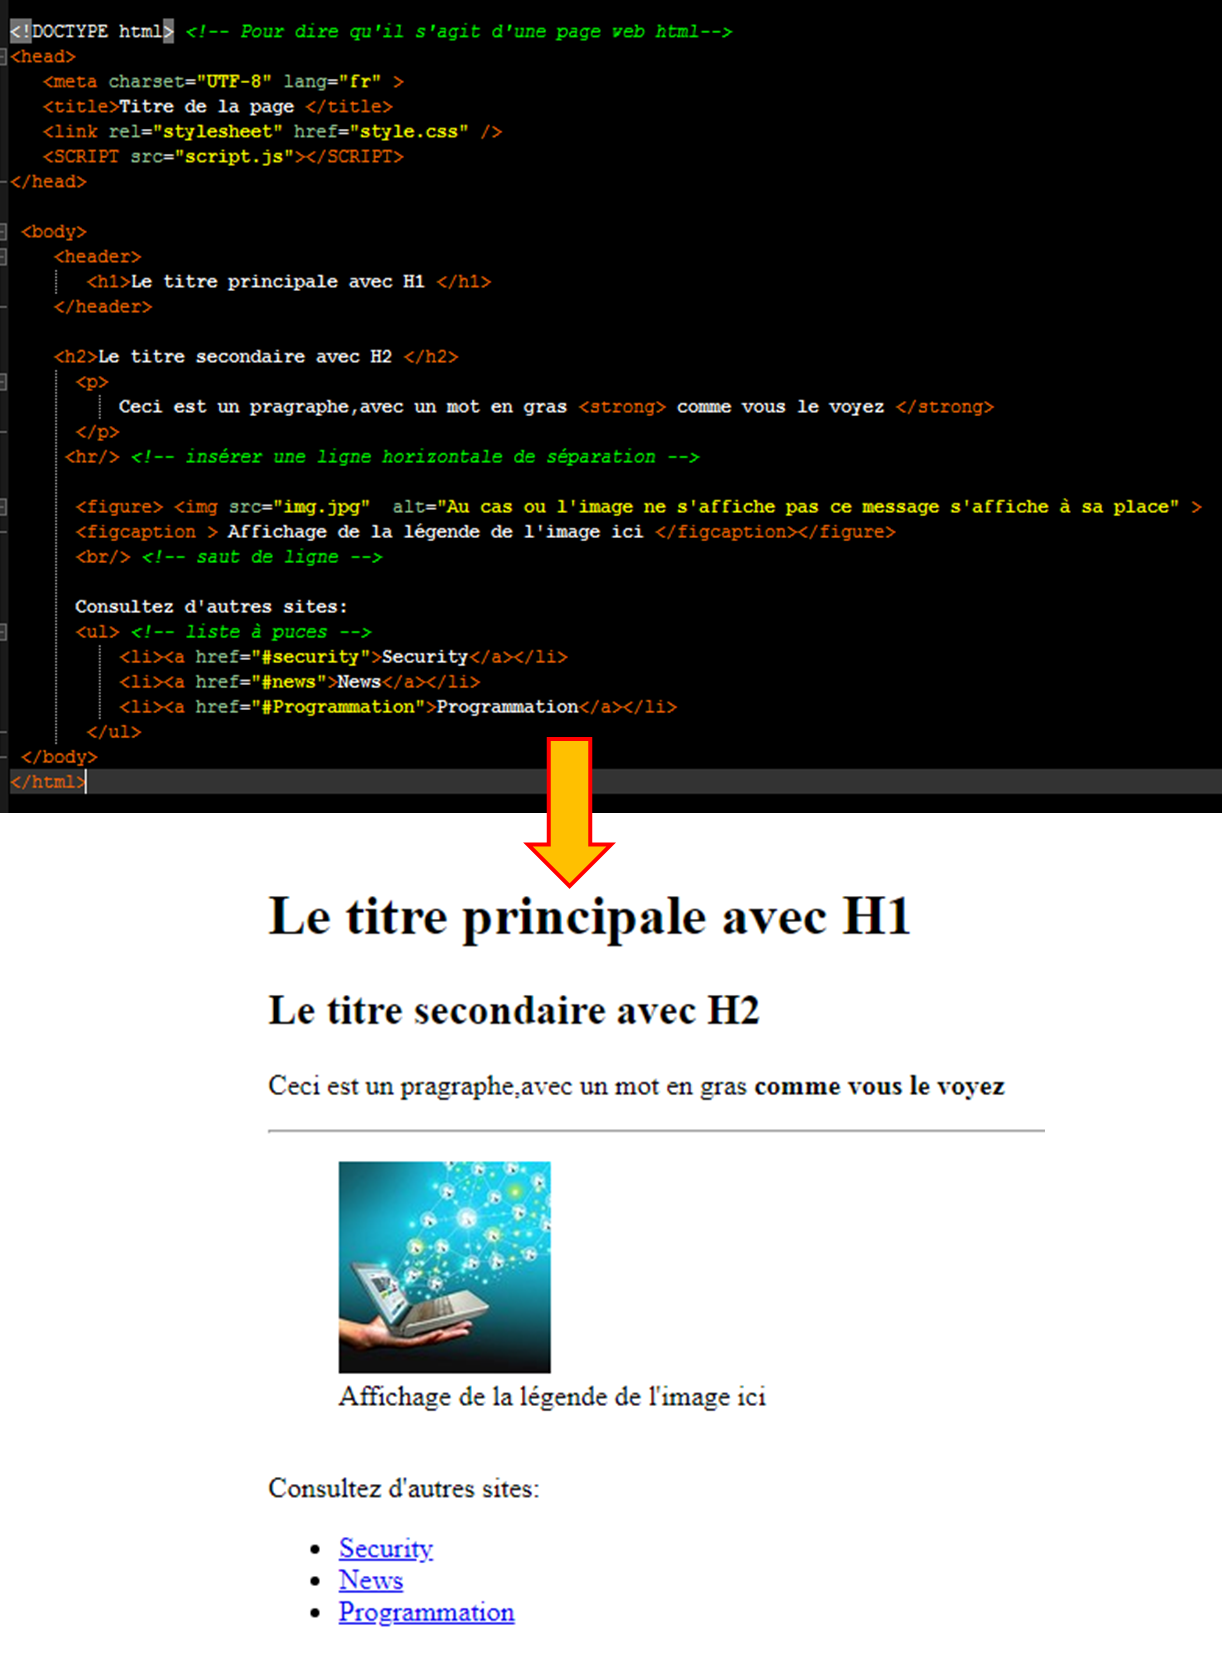 <!DOCTYPE html> <!-- Pour dire qu'il s'agit d'une page web html-->
<head>
<meta charset="UTF-8" lang="fr" >
<title>Titre de la page </title>
<link rel="stylesheet" href="style.css" />
<SCRIPT src="script.js"></SCRIPT>
</head>
<body>
<header>
<h1>Le titre principale avec H1 </h1>
</header>
<h2>Le titre secondaire avec H2 </h2>
<p>
Ceci est un pragraphe,avec un mot en gras <strong> comme vous le voyez </strong>
</p>
<hr/> <!-- insérer une ligne horizontale de séparation -->
<figure> <img src="img.jpg"  alt="Au cas ou l'image ne s'affiche pas ce message s'affiche à sa place" >
<figcaption > Affichage de la légende de l'image ici </figcaption></figure>
<br/> <!-- saut de ligne -->
Consultez d'autres sites:
<ul> <!-- liste à puces -->
<li><a href="#security">Security</a></li>
<li><a href="#news">News</a></li>
<li><a href="#Programmation">Programmation</a></li>
</ul>
</body>
</html>
Le titre principale avec H1
Le titre secondaire avec H2
Ceci est un pragraphe,avec un mot en gras comme vous le voyez
Affichage de la légende de l'image ici
Consultez d'autres sites:
• Security
• News
• Programmation